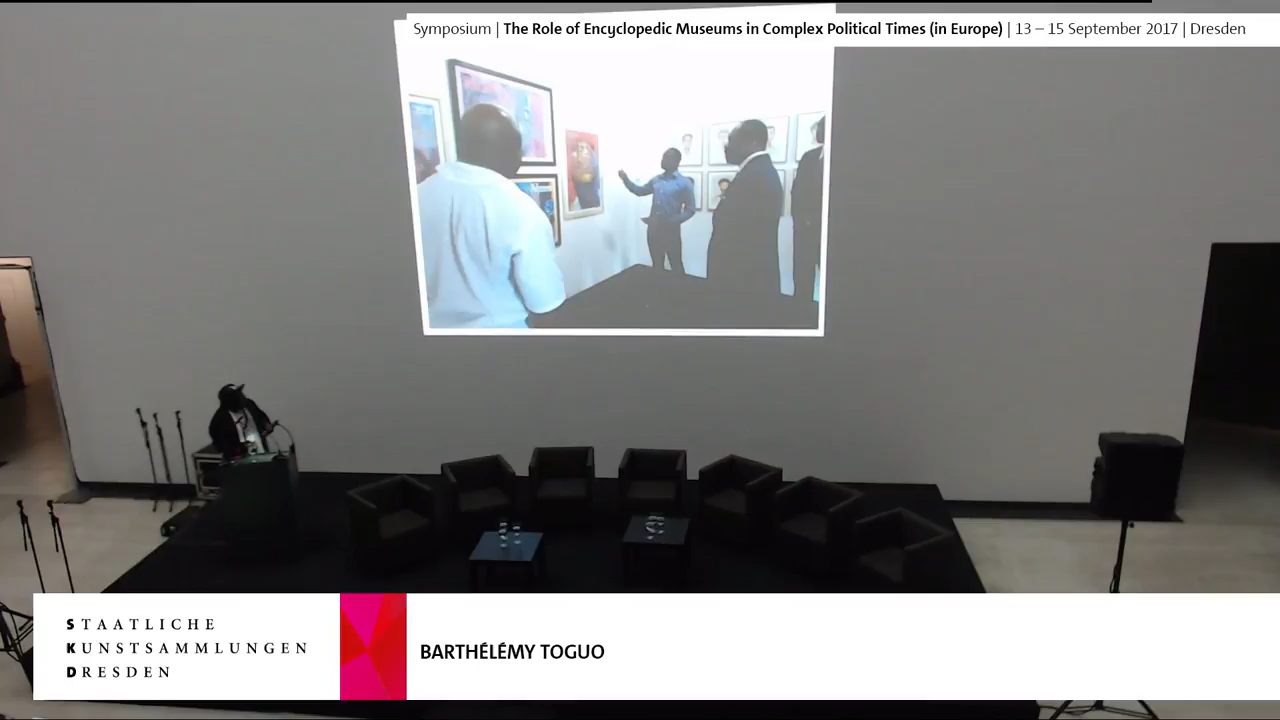 Symposium | The Role of Encyclopedic Museums in Complex Political Times (in Europe) | 13 – 15 September 2017 | Dresden
STAATLICHE
KUNSTSAMMLUNGEN
DRESDEN
BARTHÉLÉMY TOGUO